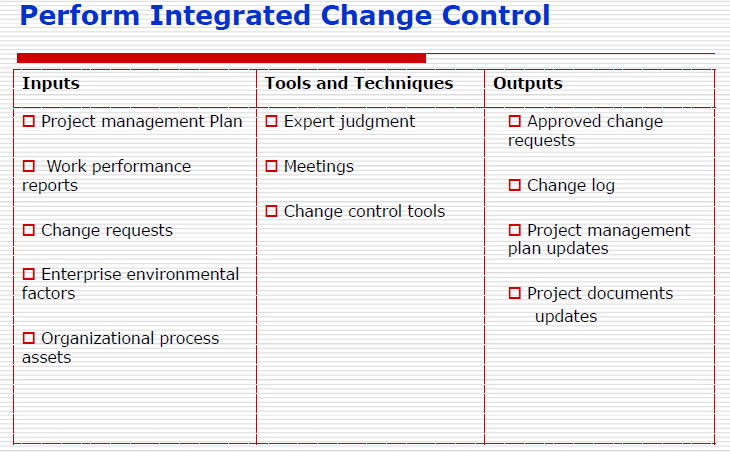 Perform Integrated Change Control
Inputs
Project management Plan
Work performance
reports
Change requests
Enterprise environmental
factors
Organizational process
assets
Tools and Techniques
Expert judgment
Meetings
Change control tools
Outputs
Approved change
requests
Change log
Project management
plan updates
Project documents
updates